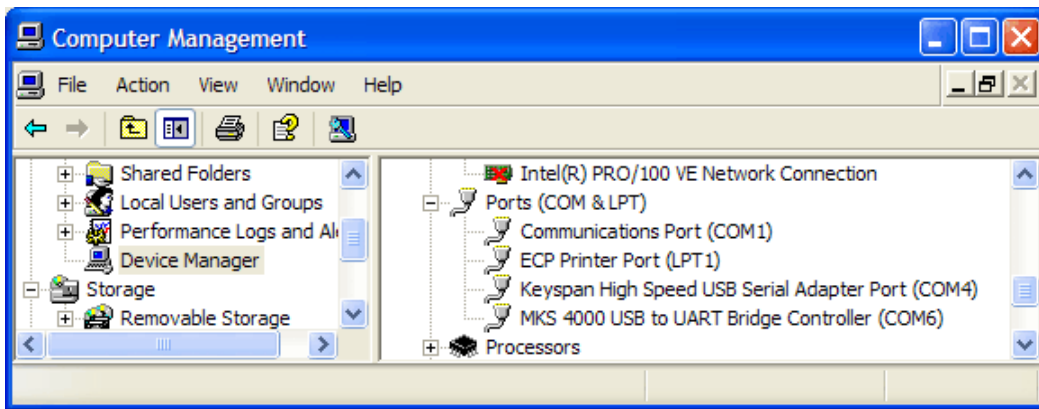 Computer Management
File Action View Window Help
Shared Folders
Local Users and Groups
Performance Logs and Al
Device Manager
Storage
Removable Storage
Intel(R) PRO/100 VE Network Connection
Ports (COM & LPT)
Communications Port (COM1)
ECP Printer Port (LPT1)
Keyspan High Speed USB Serial Adapter Port (COM4)
MKS 4000 USB to UART Bridge Controller (COM6)
Processors